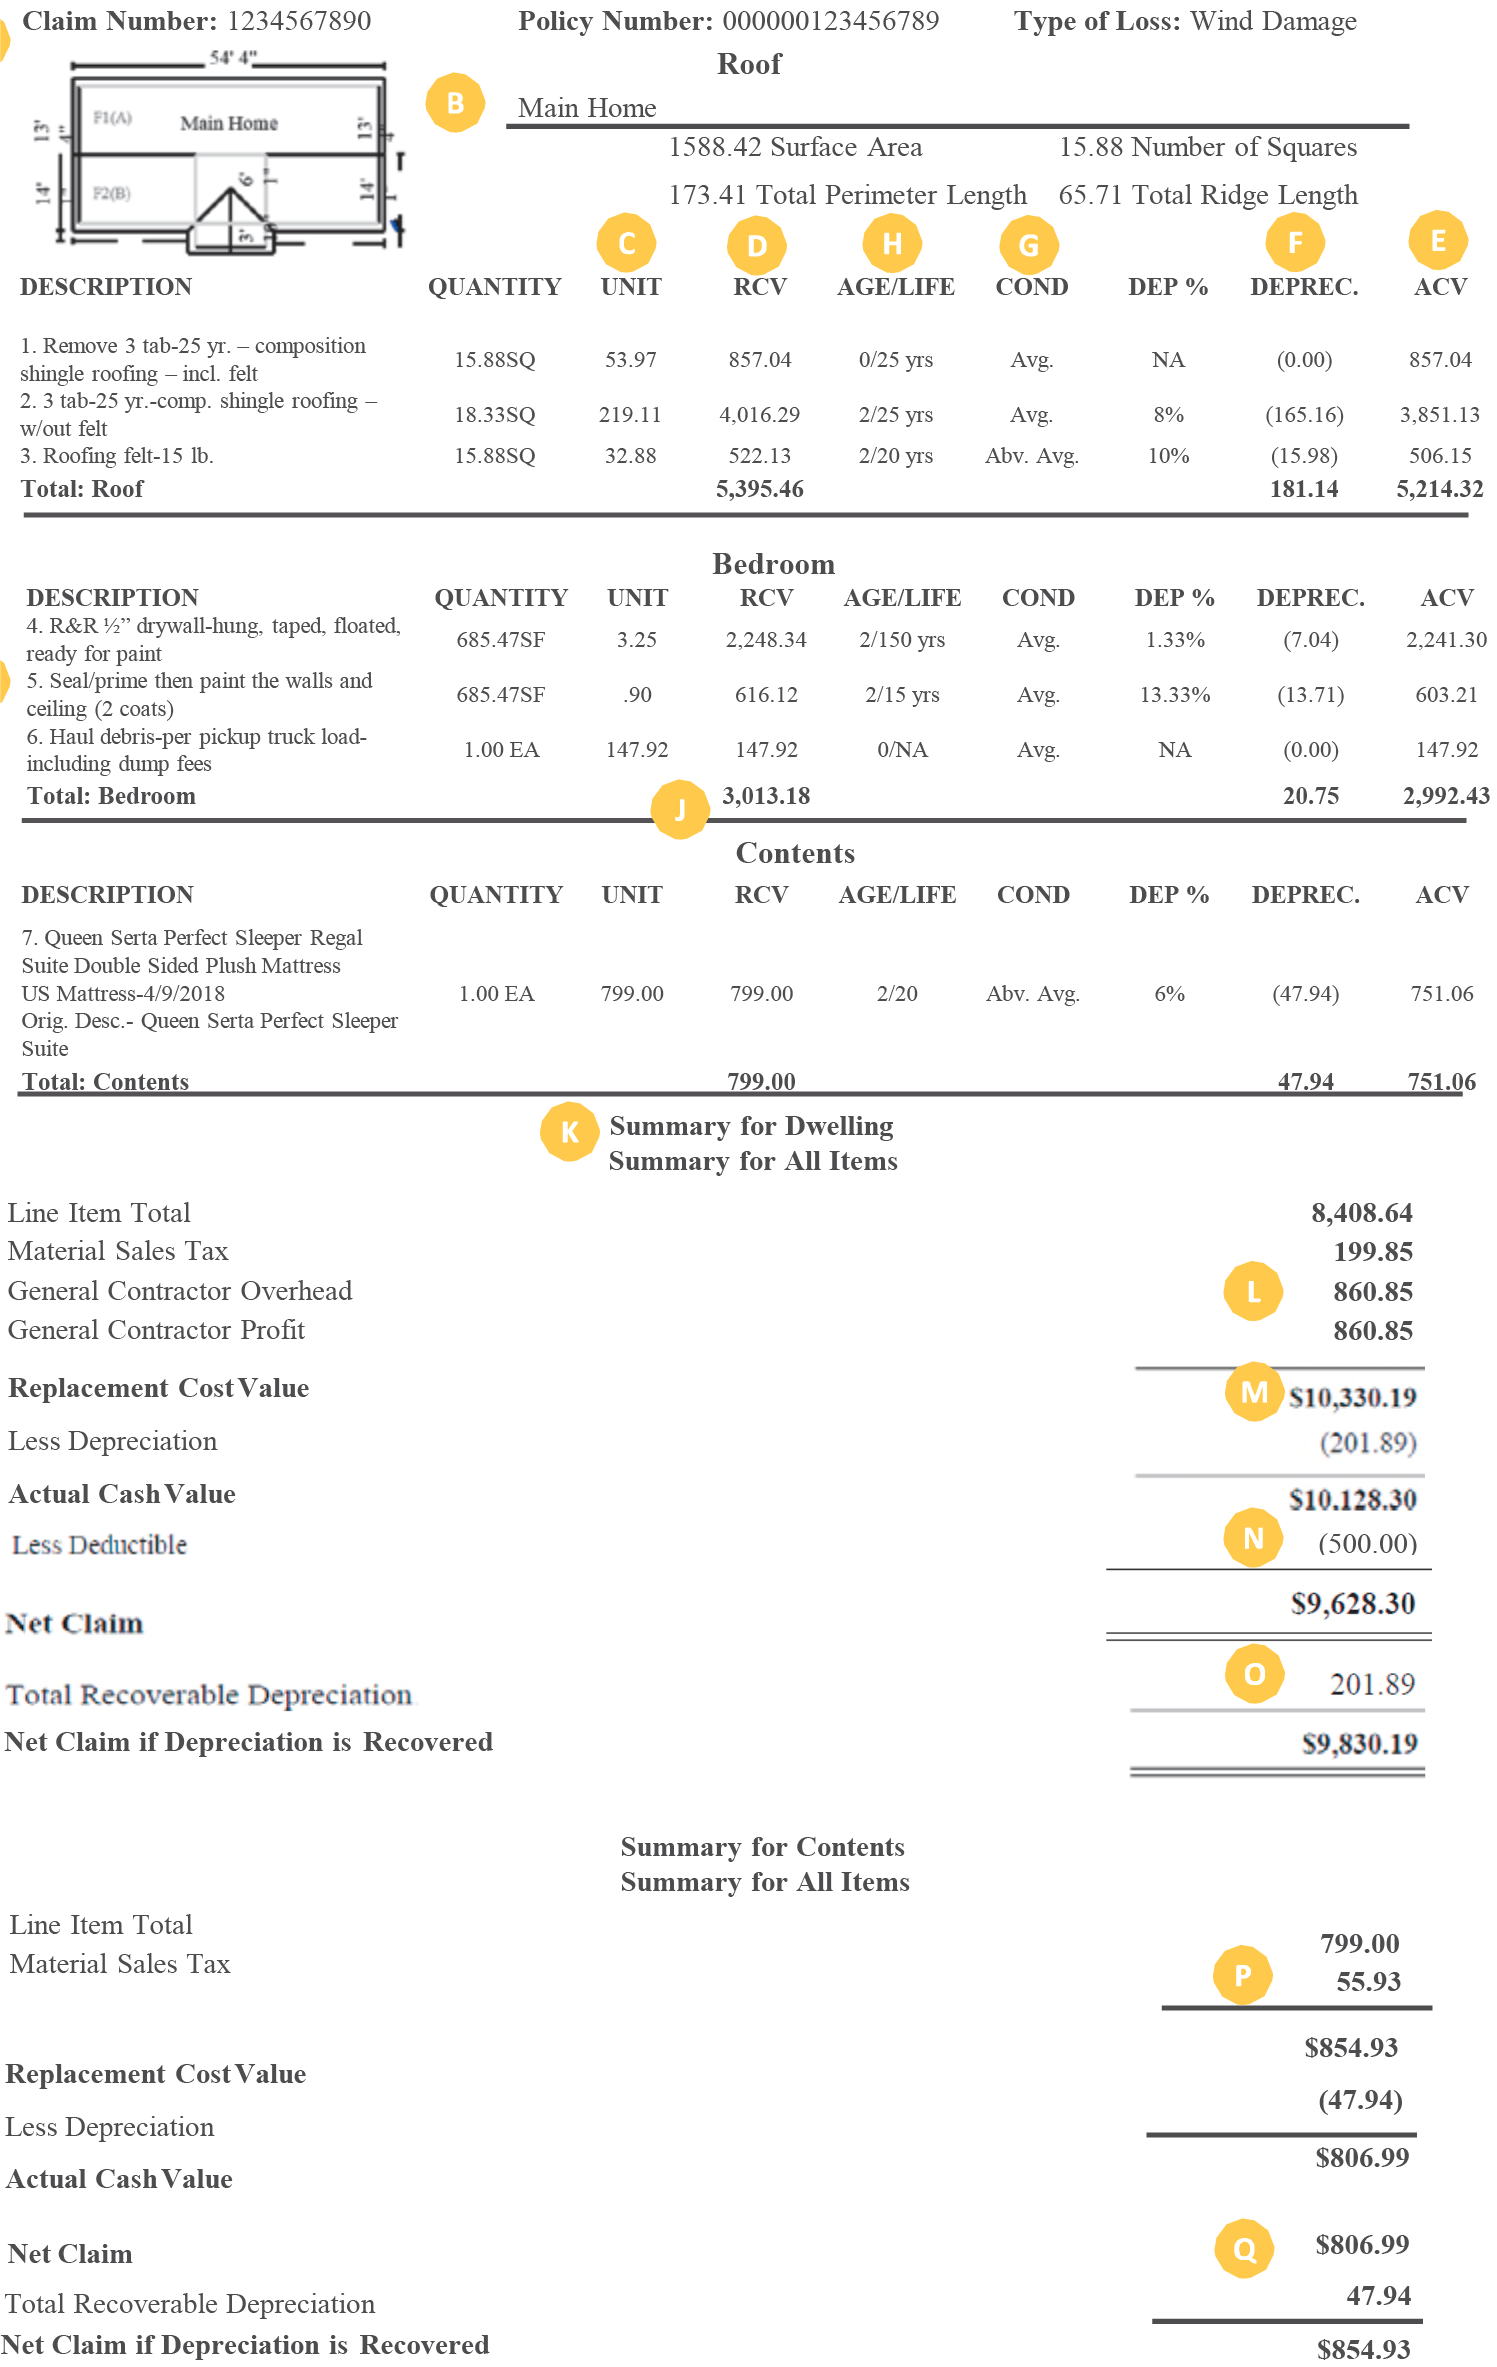 Claim Number: 1234567890 Policy Number: 000000123456789 Type of Loss: Wind Damage
54' 4"
F1(A) Main Home 13' 4" 13' 4"
F2(B) 14' 1" 14' 1" 6' 1" 3'
Roof
B Main Home
1588.42 Surface Area 15.88 Number of Squares
173.41 Total Perimeter Length 65.71 Total Ridge Length
C D H G F E
DESCRIPTION QUANTITY UNIT RCV AGE/LIFE COND DEP % DEPREC. ACV
1. Remove 3 tab-25 yr. – composition
shingle roofing – incl. felt 15.88SQ 53.97 857.04 0/25 yrs Avg. NA (0.00) 857.04
2. 3 tab-25 yr.-comp. shingle roofing –
w/out felt 18.33SQ 219.11 4,016.29 2/25 yrs Avg. 8% (165.16) 3,851.13
3. Roofing felt-15 lb. 15.88SQ 32.88 522.13 2/20 yrs Abv. Avg. 10% (15.98) 506.15
Total: Roof 5,395.46 181.14 5,214.32
Bedroom
DESCRIPTION QUANTITY UNIT RCV AGE/LIFE COND DEP % DEPREC. ACV
4. R&R ½” drywall-hung, taped, floated,
ready for paint 685.47SF 3.25 2,248.34 2/150 yrs Avg. 1.33% (7.04) 2,241.30
5. Seal/prime then paint the walls and
ceiling (2 coats) 685.47SF .90 616.12 2/15 yrs Avg. 13.33% (13.71) 603.21
6. Haul debris-per pickup truck load-
including dump fees 1.00 EA 147.92 147.92 0/NA Avg. NA (0.00) 147.92
Total: Bedroom J 3,013.18 20.75 2,992.43
Contents
DESCRIPTION QUANTITY UNIT RCV AGE/LIFE COND DEP % DEPREC. ACV
7. Queen Serta Perfect Sleeper Regal
Suite Double Sided Plush Mattress
US Mattress-4/9/2018 1.00 EA 799.00 799.00 2/20 Abv. Avg. 6% (47.94) 751.06
Orig. Desc.- Queen Serta Perfect Sleeper
Suite
Total: Contents 799.00 47.94 751.06
K Summary for Dwelling
Summary for All Items
Line Item Total 8,408.64
Material Sales Tax 199.85
General Contractor Overhead L 860.85
General Contractor Profit 860.85
Replacement Cost Value M $10,330.19
Less Depreciation (201.89)
Actual Cash Value $10.128.30
Less Deductible N (500.00)
Net Claim $9,628.30
Total Recoverable Depreciation O 201.89
Net Claim if Depreciation is Recovered $9,830.19
Summary for Contents
Summary for All Items
Line Item Total 799.00
Material Sales Tax P 55.93
Replacement Cost Value $854.93
Less Depreciation (47.94)
Actual Cash Value $806.99
Net Claim Q $806.99
Total Recoverable Depreciation 47.94
Net Claim if Depreciation is Recovered $854.93